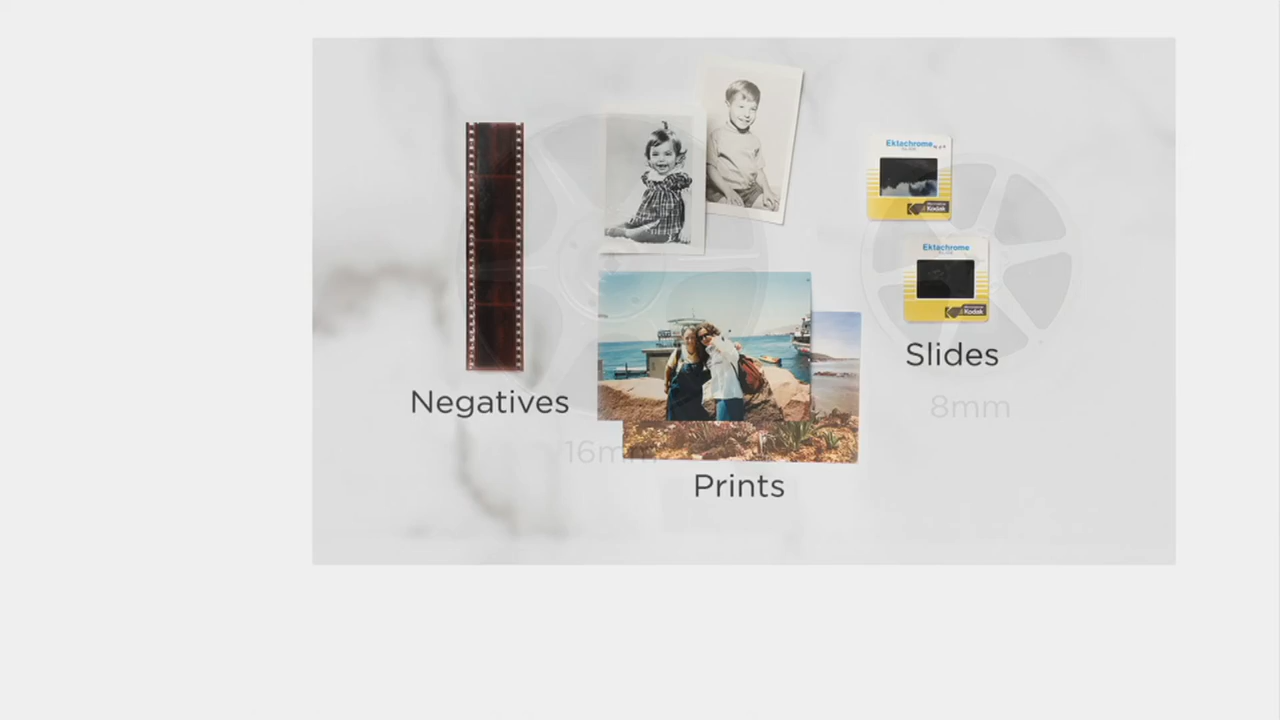 Ektachrome
Kodak
Ektachrome
Kodak
Slides
Negatives
8mm
16mm
Prints